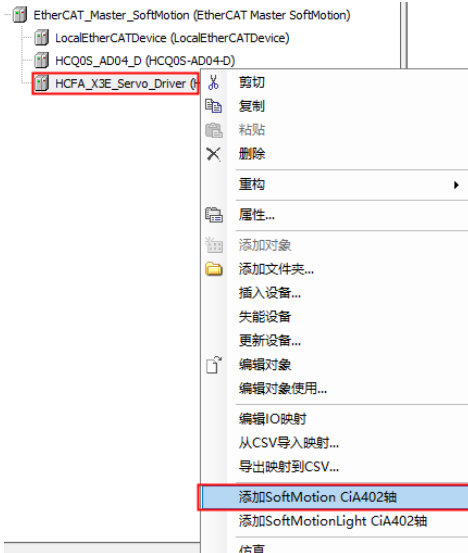 EtherCAT_Master_SoftMotion (EtherCAT Master SoftMotion)
LocalEtherCATDevice (LocalEtherCATDevice)
HCQ0S_AD04_D (HCQ0S-AD04-D)
HCFA_X3E_Servo_Driver (H
剪切
复制
粘贴
删除
重构
属性...
添加对象
添加文件夹...
插入设备...
失能设备
更新设备...
编辑对象
编辑对象使用...
编辑IO映射
从CSV导入映射...
导出映射到CSV...
添加SoftMotion CiA402轴
添加SoftMotionLight CiA402轴
仿真